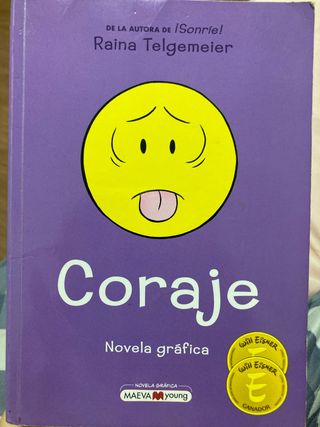 DE LA AUTORA DE ¡Sonríe!
Raina Telgemeier
Coraje
Novela gráfica
Will EISNER
Will EISNER
E
GANADOR
NOVELA GRÁFICA
MAEVA young